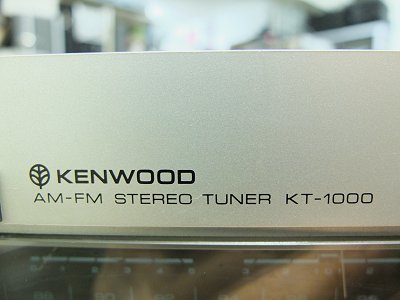 KENWOOD
AM-FM STEREO TUNER KT-1000